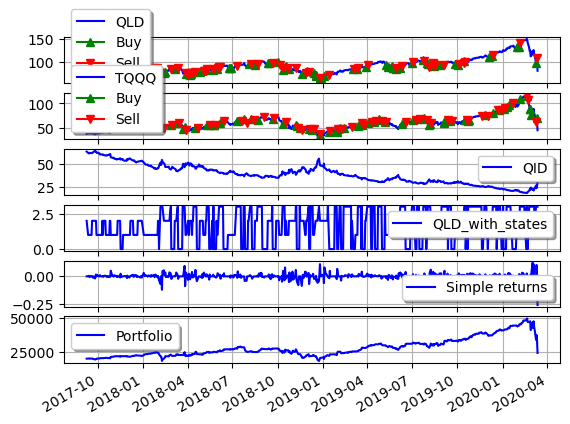 QLD
Buy
Sell
150
100
TQQQ
Buy
Sell
100
50
QID
50
25
QLD_with_states
2.5
0.0
Simple returns
0.00
−0.25
Portfolio
50000
25000
2017-10
2018-01
2018-04
2018-07
2018-10
2019-01
2019-04
2019-07
2019-10
2020-01
2020-04